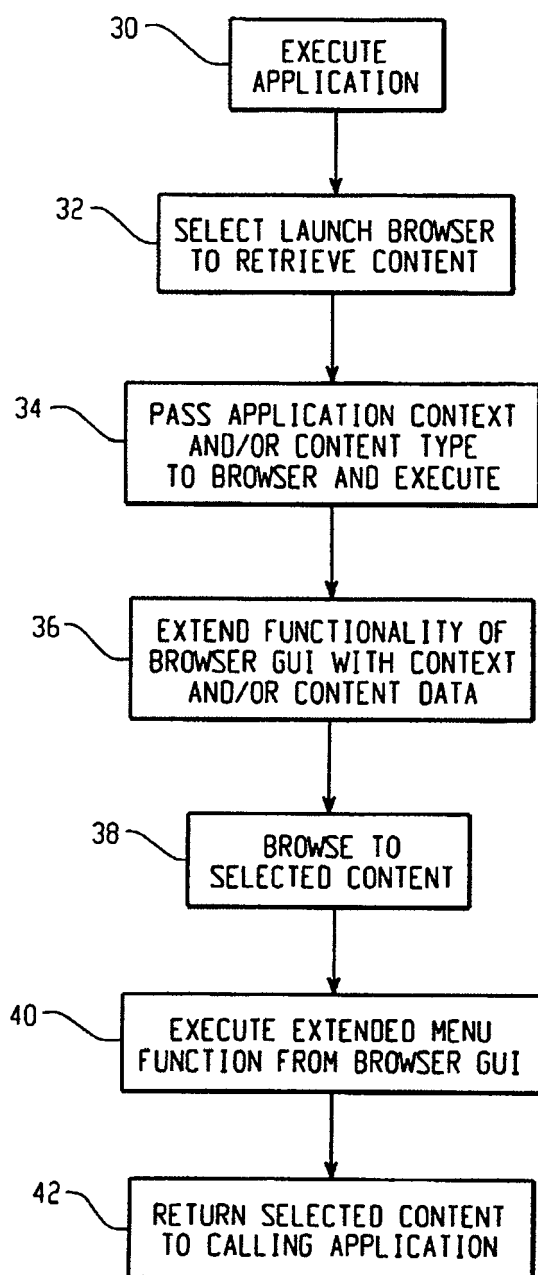 30
EXECUTE
APPLICATION
32
SELECT LAUNCH BROWSER
TO RETRIEVE CONTENT
34
PASS APPLICATION CONTEXT
AND/OR CONTENT TYPE
TO BROWSER AND EXECUTE
36
EXTEND FUNCTIONALITY OF
BROWSER GUI WITH CONTEXT
AND/OR CONTENT DATA
38
BROWSE TO
SELECTED CONTENT
40
EXECUTE EXTENDED MENU
FUNCTION FROM BROWSER GUI
42
RETURN SELECTED CONTENT
TO CALLING APPLICATION